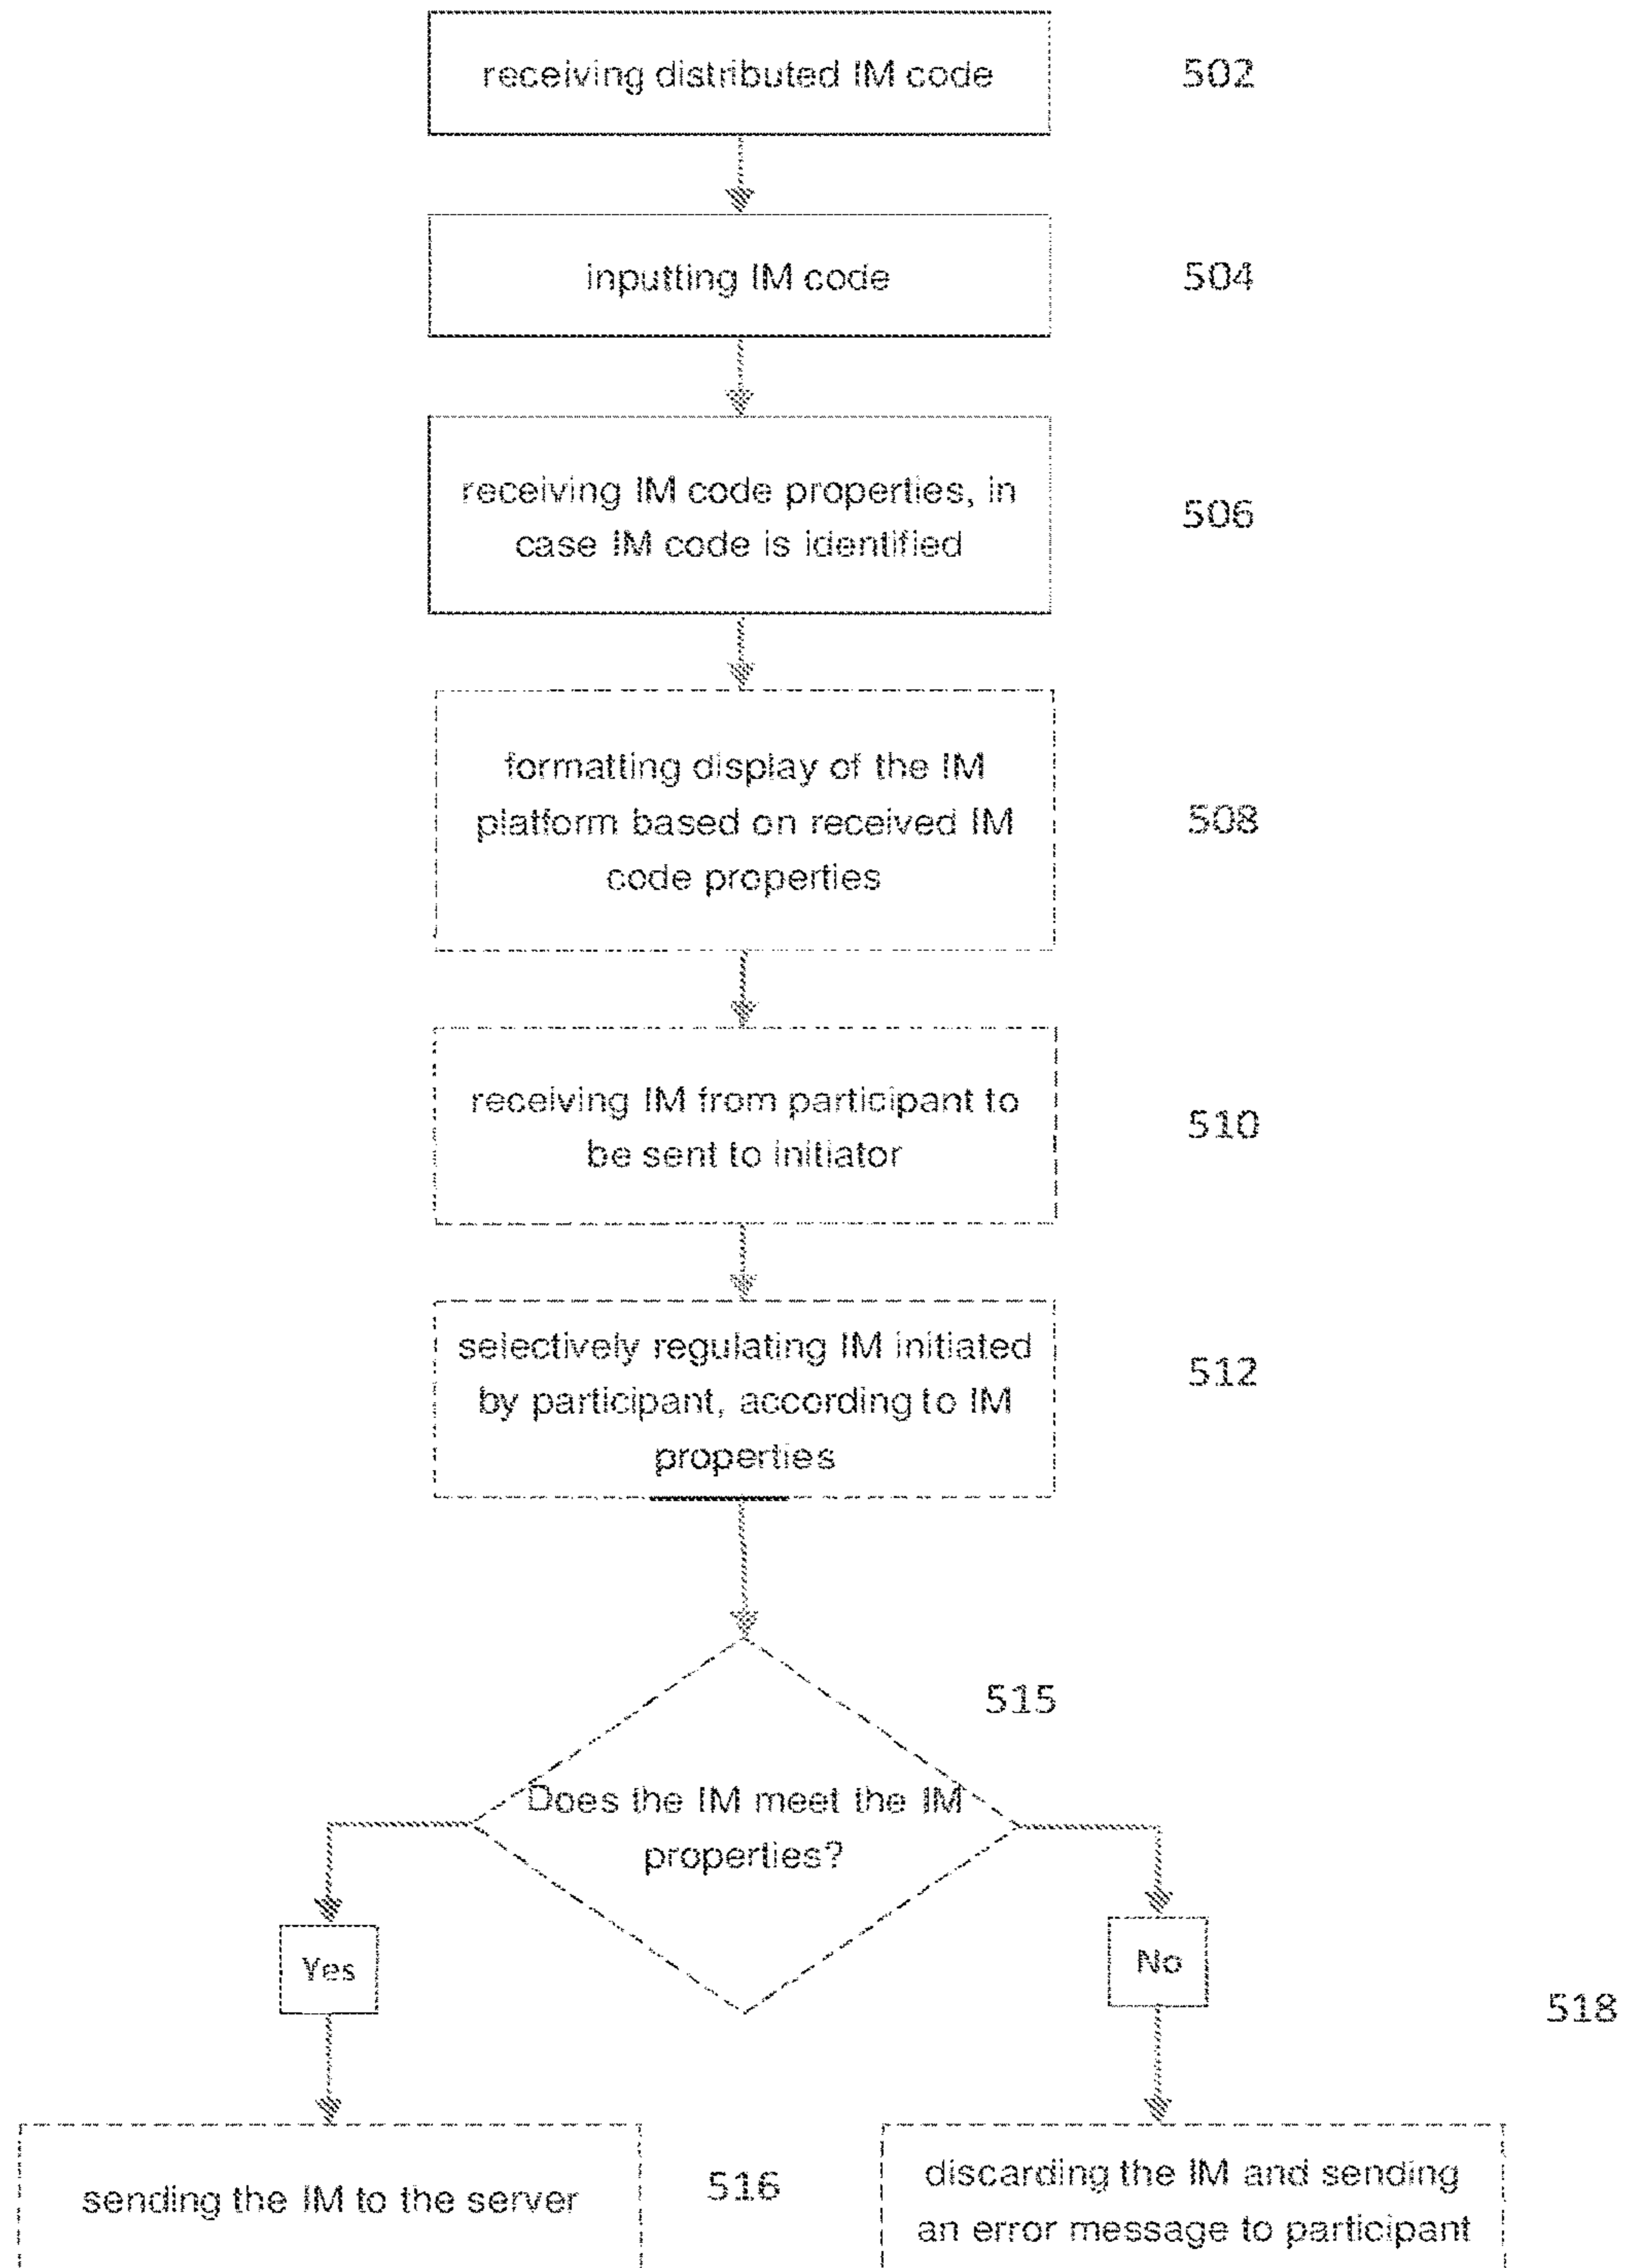 receiving distributed IM code
502
inputting IM code
504
receiving IM code properties, in
case IM code is identified
506
formatting display of the IM
platform based on received IM
code properties
508
receiving IM from participant to
be sent to initiator
510
selectively regulating IM initiated
by participant, according to IM
properties
512
515
Does the IM meet the IM
properties?
Yes
No
518
sending the IM to the server
516
discarding the IM and sending
an error message to participant